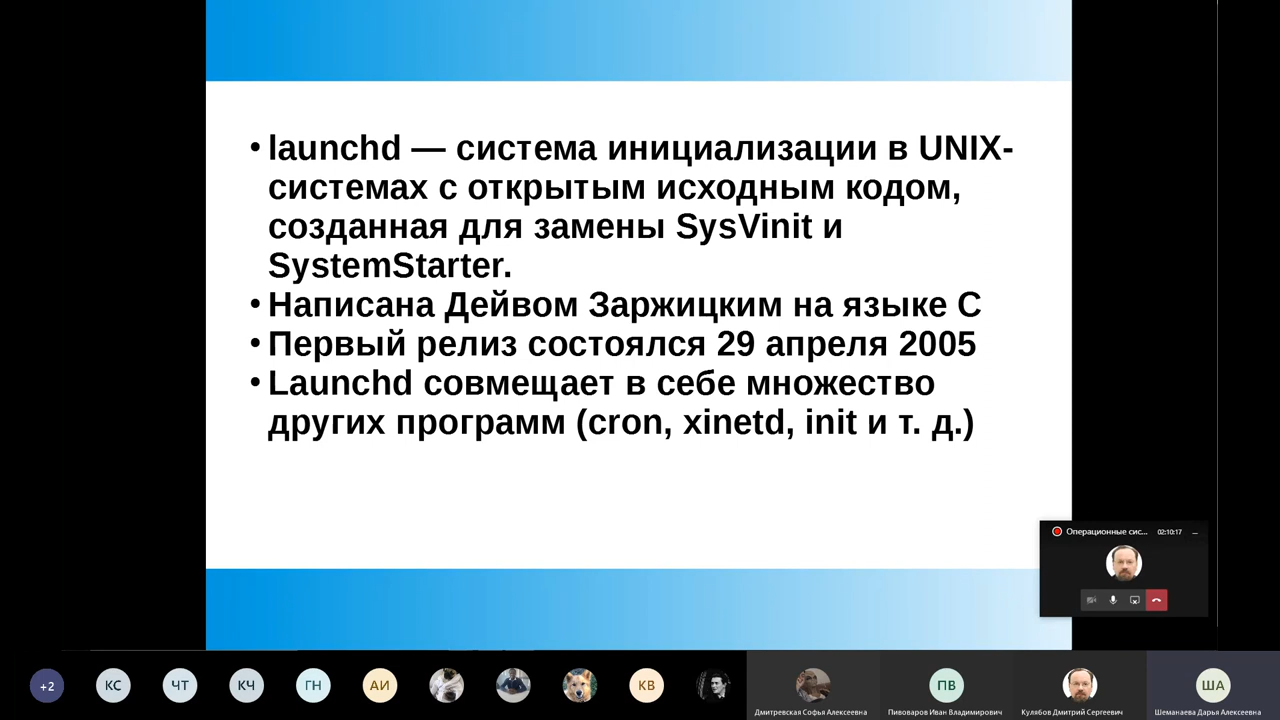 • launchd — система инициализации в UNIX-
системах с открытым исходным кодом,
созданная для замены SysVinit и
SystemStarter.
• Написана Дейвом Заржицким на языке C
• Первый релиз состоялся 29 апреля 2005
• Launchd совмещает в себе множество
других программ (cron, xinetd, init и т. д.)
Операционные сис... 02:10:17
+2 КС ЧТ КЧ ГН АИ КВ ПВ ША
Дмитревская Софья Алексеевна Пивоваров Иван Владимирович Кулябов Дмитрий Сергеевич Шеманаева Дарья Алексеевна